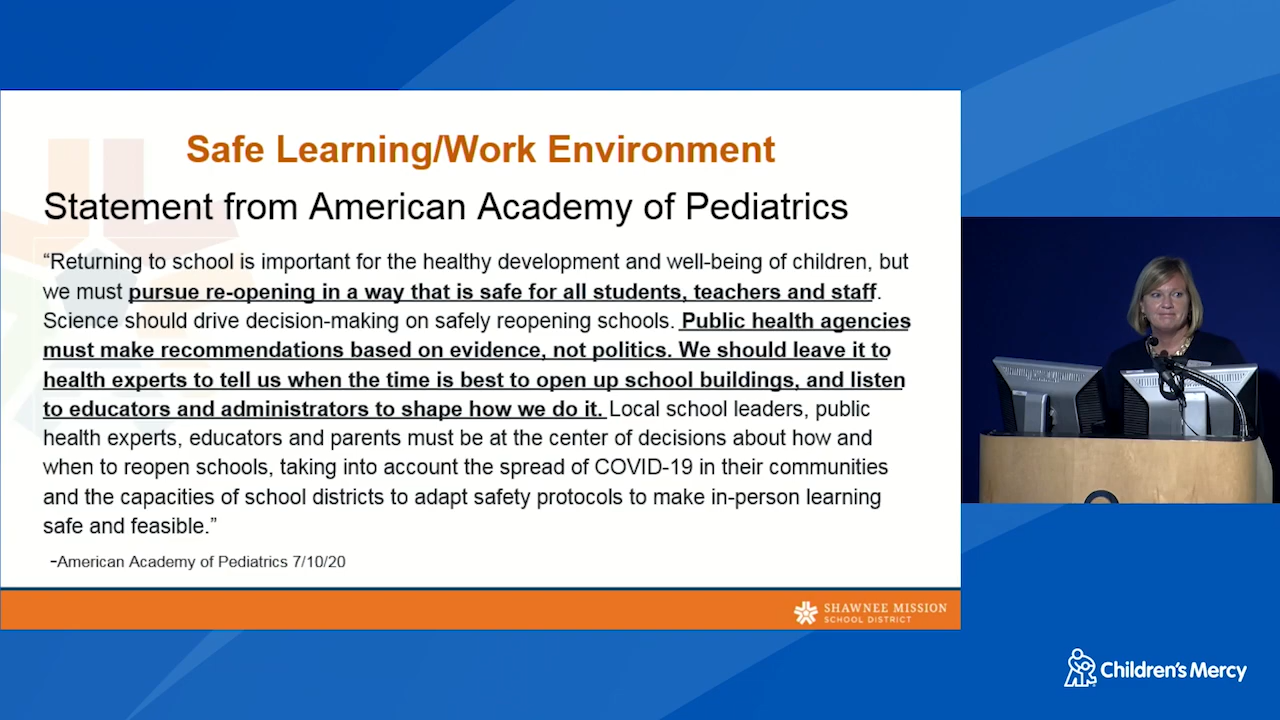 Safe Learning/Work Environment
Statement from American Academy of Pediatrics
“Returning to school is important for the healthy development and well-being of children, but
we must pursue re-opening in a way that is safe for all students, teachers and staff.
Science should drive decision-making on safely reopening schools. Public health agencies
must make recommendations based on evidence, not politics. We should leave it to
health experts to tell us when the time is best to open up school buildings, and listen
to educators and administrators to shape how we do it. Local school leaders, public
health experts, educators and parents must be at the center of decisions about how and
when to reopen schools, taking into account the spread of COVID-19 in their communities
and the capacities of school districts to adapt safety protocols to make in-person learning
safe and feasible.”
-American Academy of Pediatrics 7/10/20
SHAWNEE MISSION
SCHOOL DISTRICT
Children's Mercy